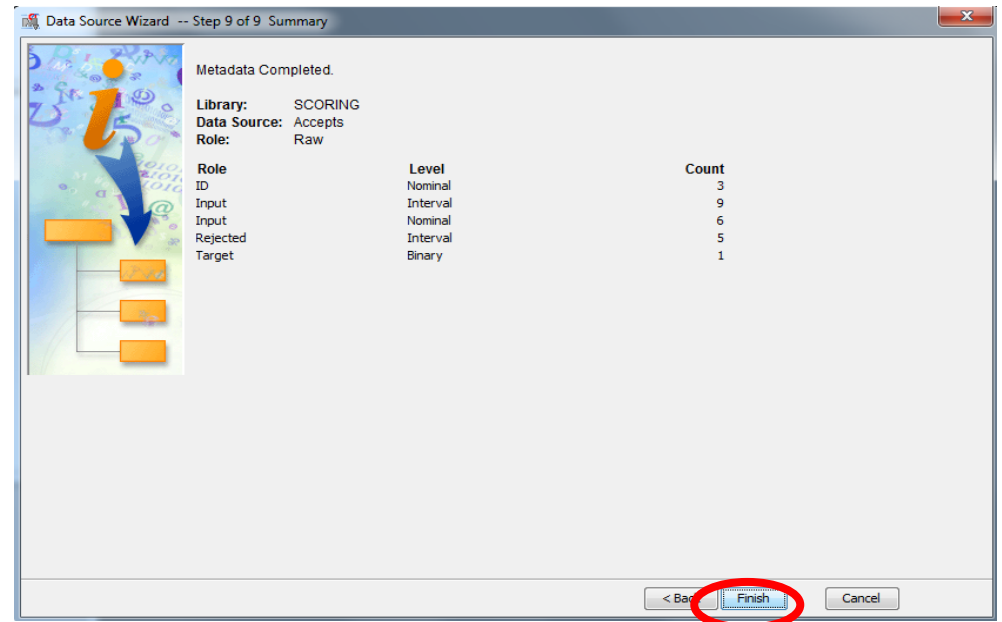 Data Source Wizard -- Step 9 of 9 Summary
Metadata Completed.
Library: SCORING
Data Source: Accepts
Role: Raw
Role Level Count
ID Nominal 3
Input Interval 9
Input Nominal 6
Rejected Interval 5
Target Binary 1
Finish Cancel